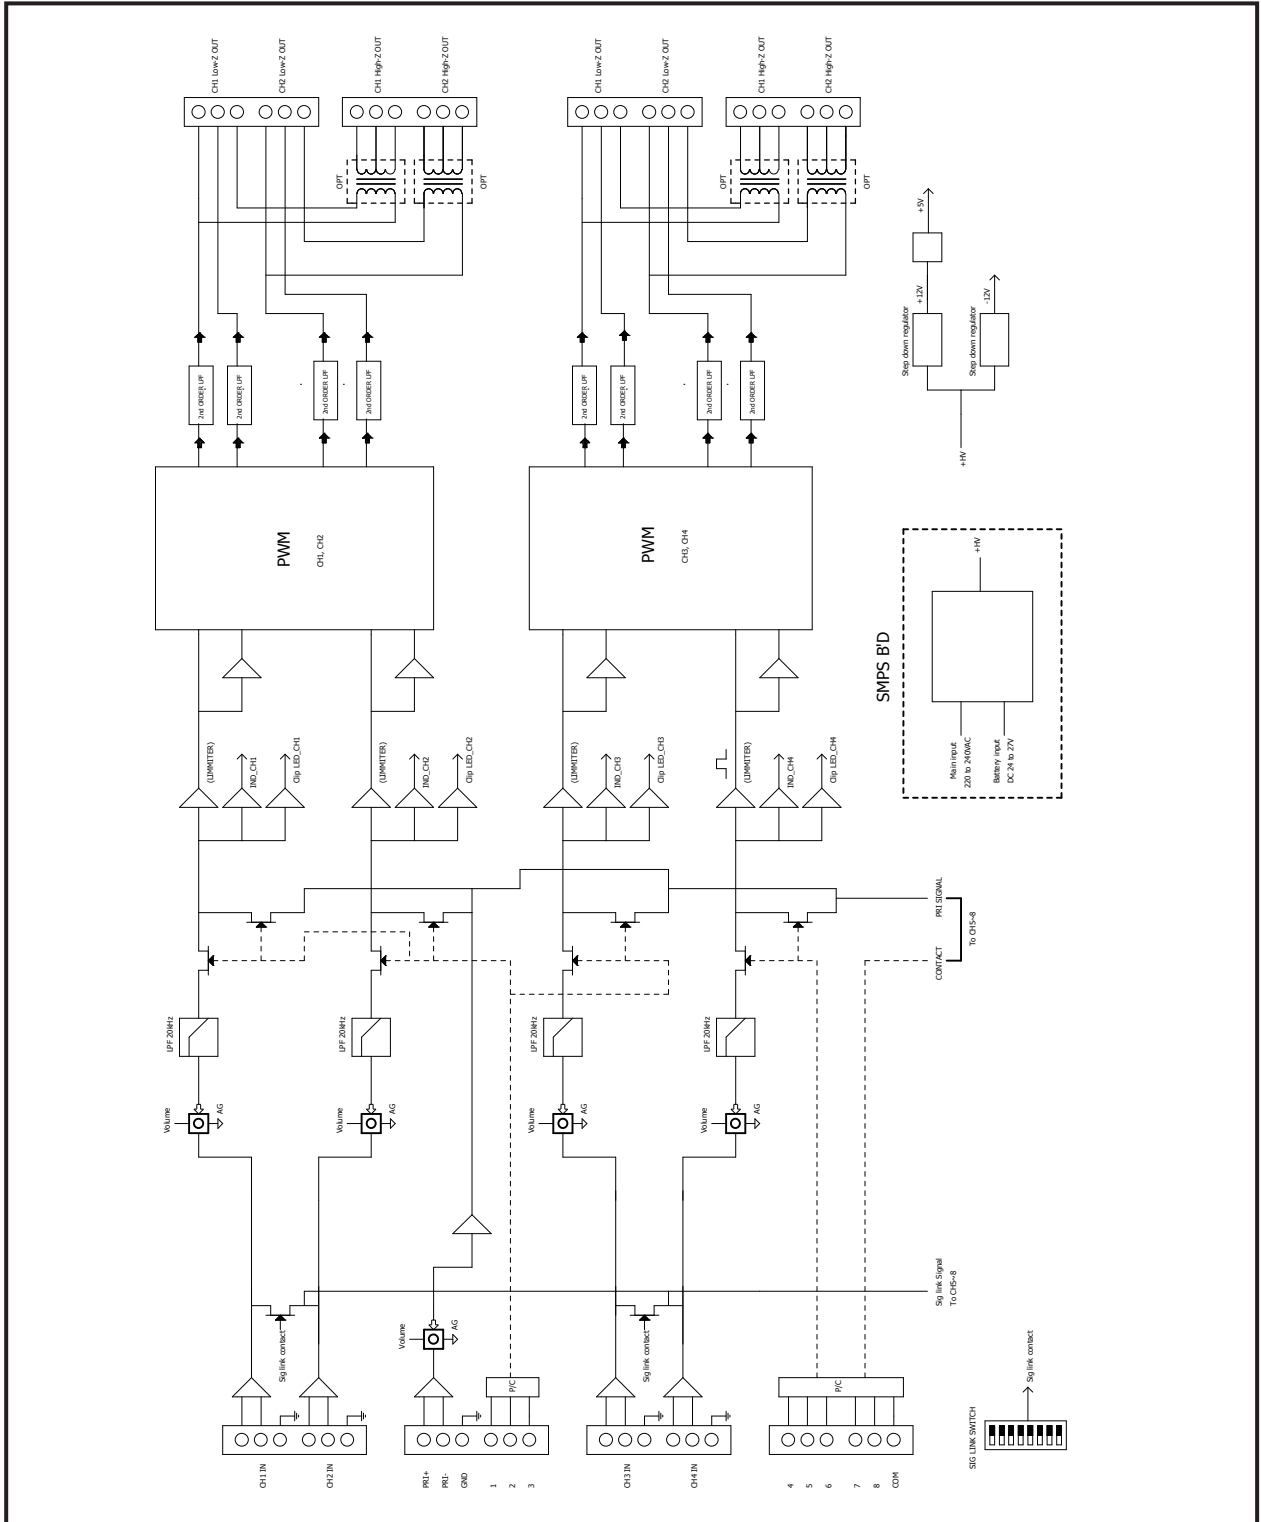 CH1 Low-Z OUT
CH2 Low-Z OUT
CH1 High-Z OUT
CH2 High-Z OUT
CH1 Low-Z OUT
CH2 Low-Z OUT
CH1 High-Z OUT
CH2 High-Z OUT
OPT
OPT
OPT
OPT
+5V
+12V
-12V
Step down regulator
Step down regulator
+HV
2nd ORDER LPF
2nd ORDER LPF
2nd ORDER LPF
2nd ORDER LPF
2nd ORDER LPF
2nd ORDER LPF
2nd ORDER LPF
2nd ORDER LPF
PWM
CH1, CH2
PWM
CH3, CH4
SMPS B'D
+HV
Main input
220 to 240VAC
Battery input
DC 24 to 27V
(LIMMITER)
IND_CH1
Clip LED_CH1
(LIMMITER)
IND_CH2
Clip LED_CH2
(LIMMITER)
IND_CH3
Clip LED_CH3
(LIMMITER)
IND_CH4
Clip LED_CH4
PRI SIGNAL
CONTACT
To CH5~8
LPF 20kHz
LPF 20kHz
LPF 20kHz
LPF 20kHz
Volume
AG
Volume
AG
Volume
AG
Volume
AG
Sig link Signal
To CH5~8
Sig link contact
Volume
AG
Sig link contact
P/C
P/C
CH1 IN
CH2 IN
PRI+
PRI-
GND
1
2
3
CH3 IN
CH4 IN
4
5
6
7
8
COM
SIG LINK SWITCH
Sig link contact